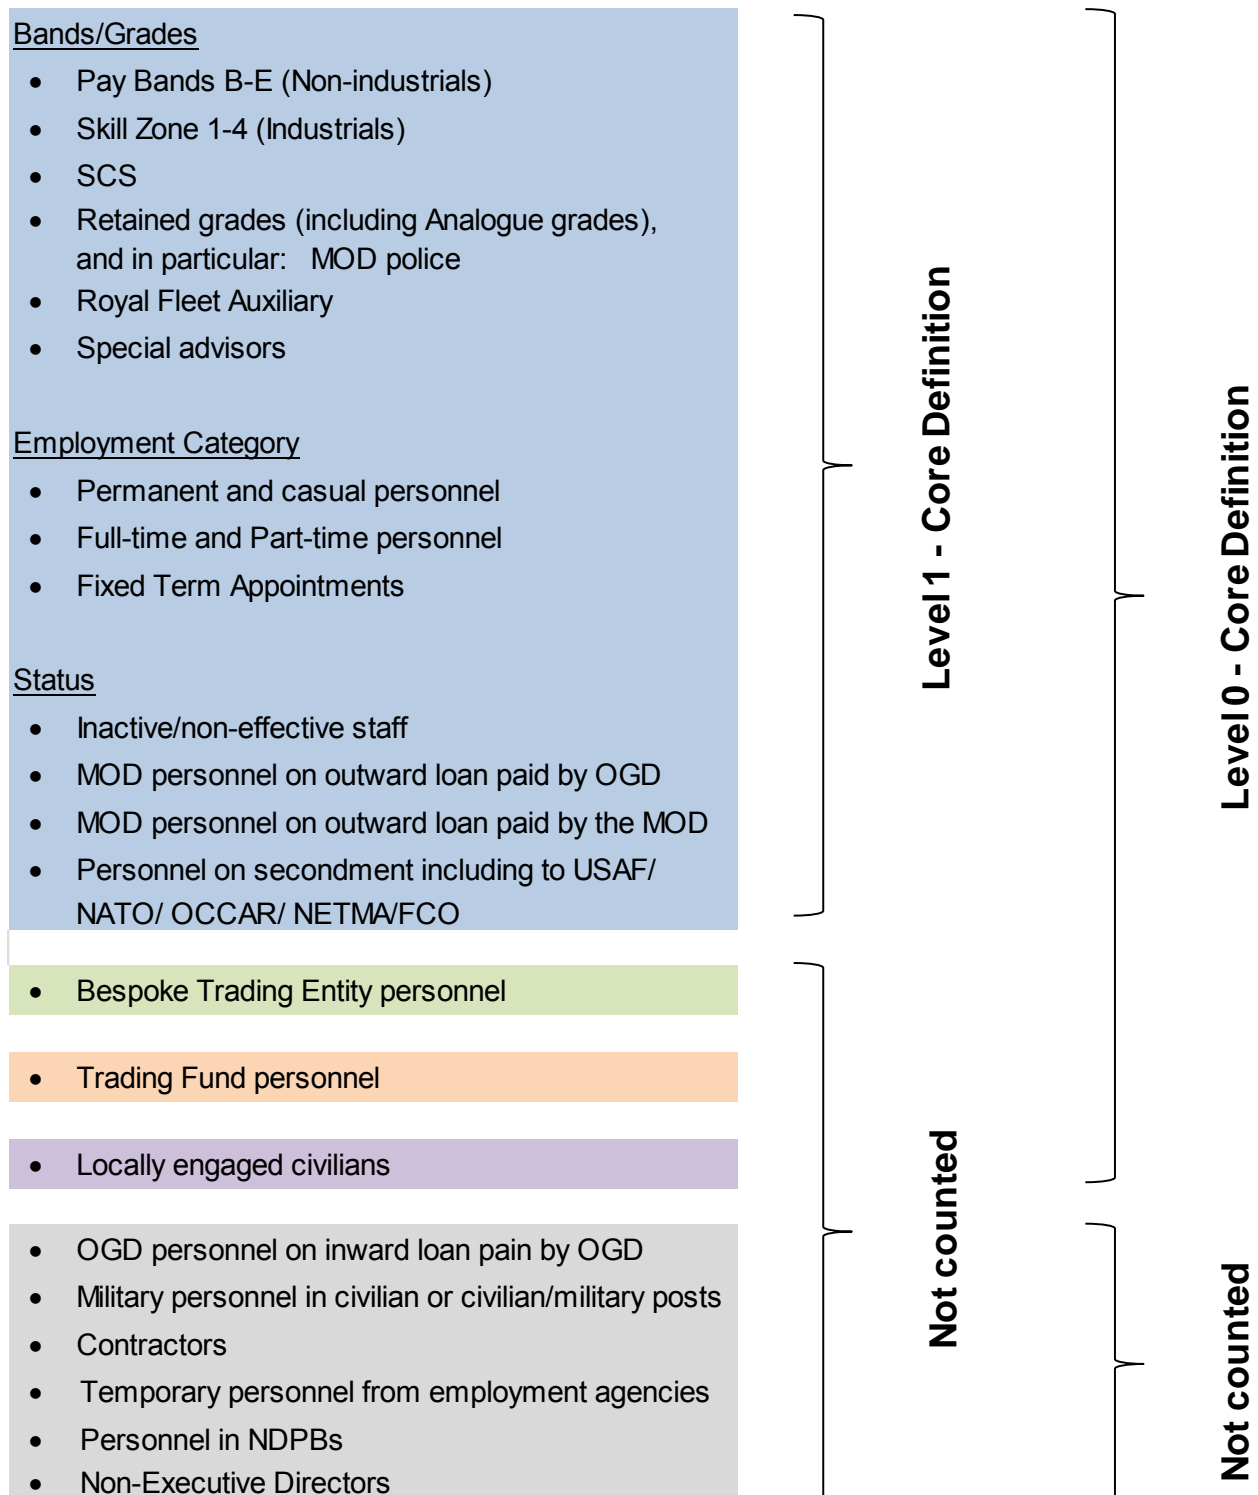 Bands/Grades
• Pay Bands B-E (Non-industrials)
• Skill Zone 1-4 (Industrials)
• SCS
• Retained grades (including Analogue grades),
and in particular: MOD police
• Royal Fleet Auxiliary
• Special advisors
Employment Category
• Permanent and casual personnel
• Full-time and Part-time personnel
• Fixed Term Appointments
Status
• Inactive/non-effective staff
• MOD personnel on outward loan paid by OGD
• MOD personnel on outward loan paid by the MOD
• Personnel on secondment including to USAF/
NATO/ OCCAR/ NETMA/FCO
• Bespoke Trading Entity personnel
• Trading Fund personnel
• Locally engaged civilians
• OGD personnel on inward loan pain by OGD
• Military personnel in civilian or civilian/military posts
• Contractors
• Temporary personnel from employment agencies
• Personnel in NDPBs
• Non-Executive Directors
Level 1 - Core Definition
Not counted
Level 0 - Core Definition
Not counted